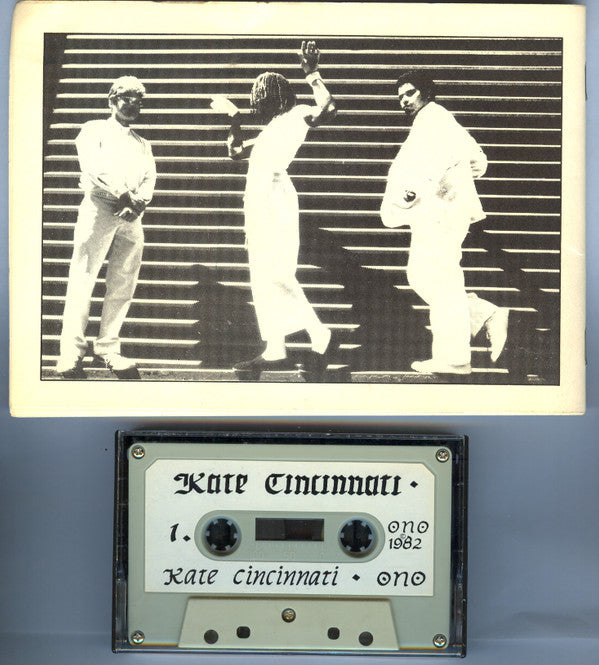 Kate Cincinnati •
1. ono
© 1982
Kate Cincinnati • ono